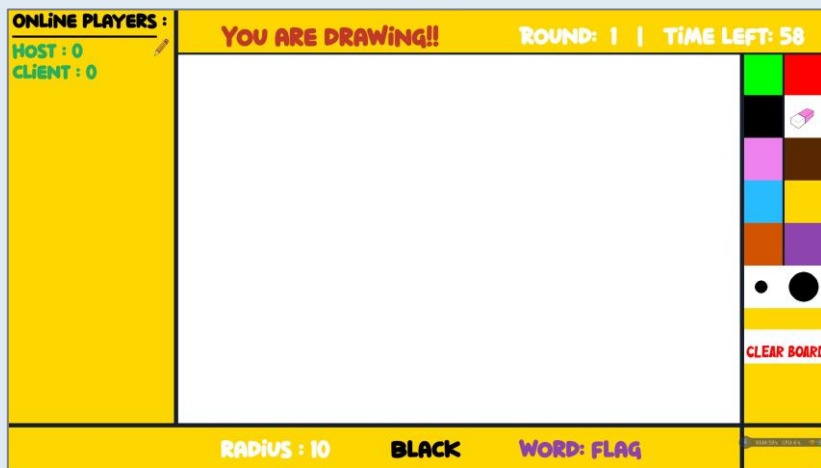 ONLiNE PLAYERS :
HOST : 0
CLiENT : 0
YOU ARE DRAWiNG!!
ROUND: 1 | TiME LEFT: 58
CLEAR BOARD
RADiUS : 10
BLACK
WORD: FLAG